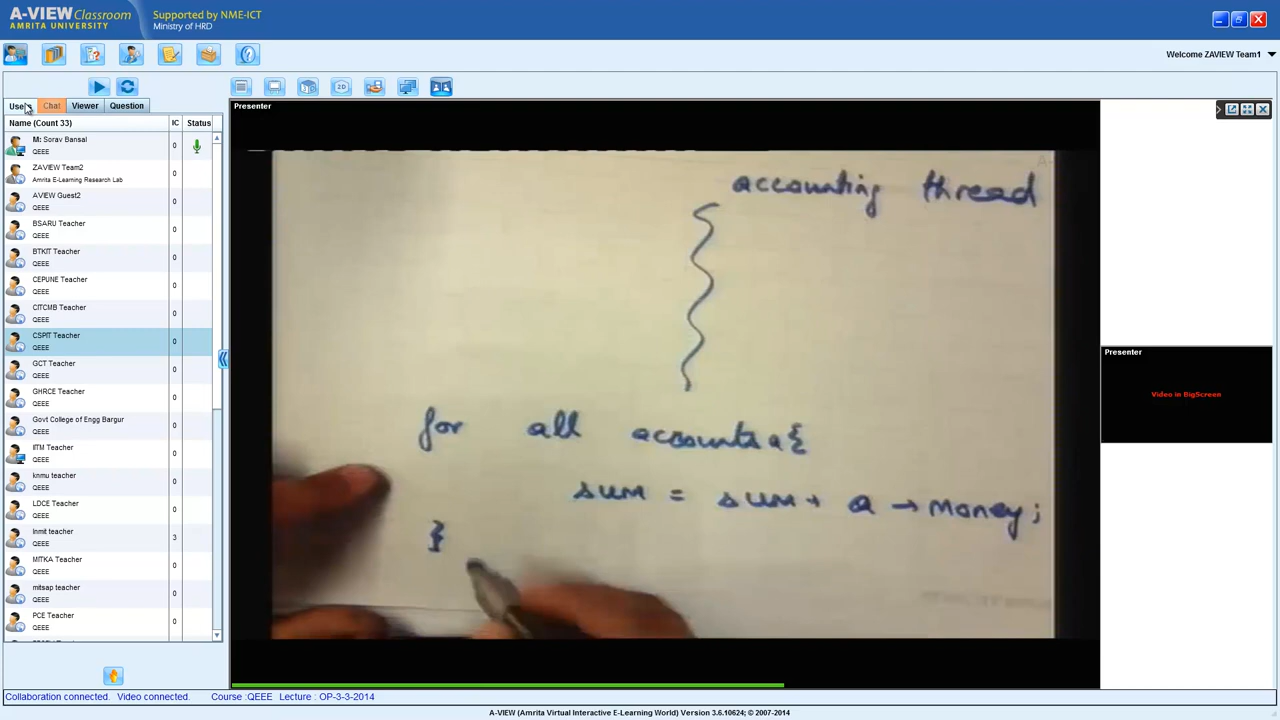 A-VIEW Classroom
AMRITA UNIVERSITY
Supported by NME-ICT
Ministry of HRD
Welcome ZAVIEW Team1
Chat Viewer Question
Name (Count 33) IC Status
M: Sorav Bansal
QEEE
0
ZAVIEW Team2
Amrita E-Learning Research Lab
0
AVIEW Guest2
QEEE
0
BSARU Teacher
QEEE
0
BTKIT Teacher
QEEE
0
CEPUNE Teacher
QEEE
0
CITCMB Teacher
QEEE
0
CSPIT Teacher
QEEE
0
GCT Teacher
QEEE
0
GHRCE Teacher
QEEE
0
Govt College of Engg Bargur
QEEE
0
IITM Teacher
QEEE
0
knmu teacher
QEEE
0
LDCE Teacher
QEEE
0
QEEE
3
MITKA Teacher
QEEE
0
mitsap teacher
QEEE
0
PCE Teacher
QEEE
0
Presenter
accounting thread
for all accounts a {
sum = sum + a → money;
}
Presenter
Video in BigScreen
Collaboration connected. Video connected. Course :QEEE Lecture : OP-3-3-2014
A-VIEW (Amrita Virtual Interactive E-Learning World) Version 3.6.10624; © 2007-2014